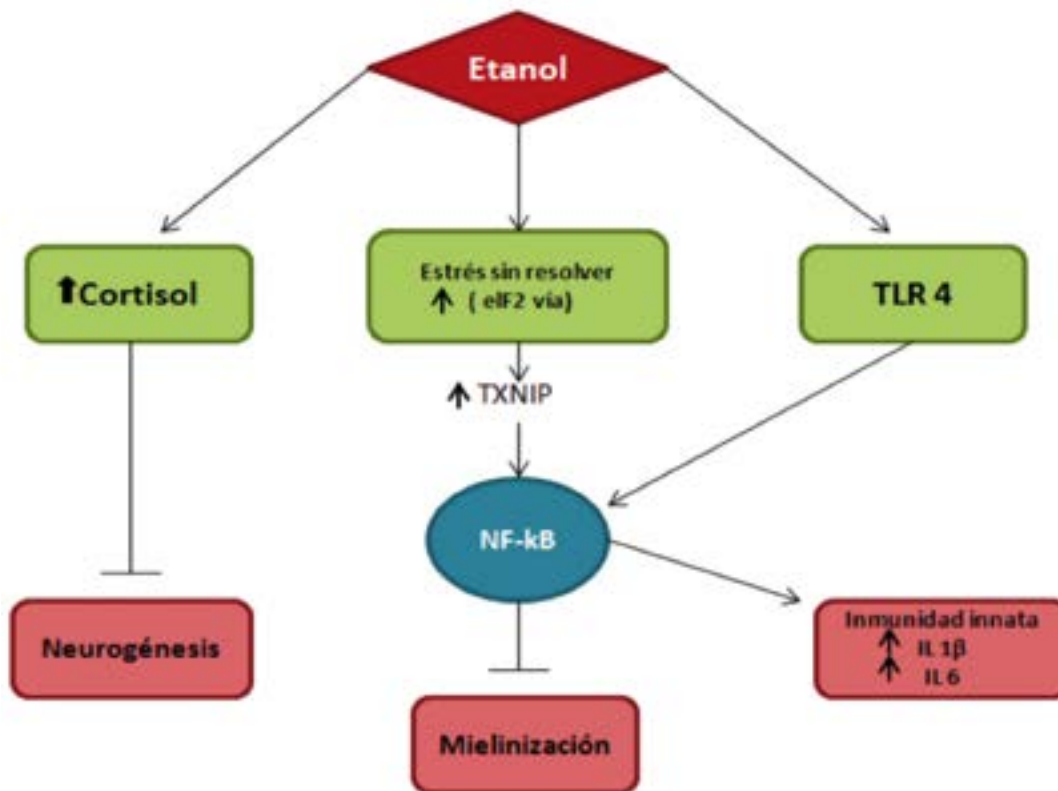 Etanol
↑Cortisol
Estrés sin resolver
↑ ( eIF2 vía)
TLR 4
↑ TXNIP
NF-kB
Neurogénesis
Inmunidad innata
↑ IL 1β
↑ IL 6
Mielinización